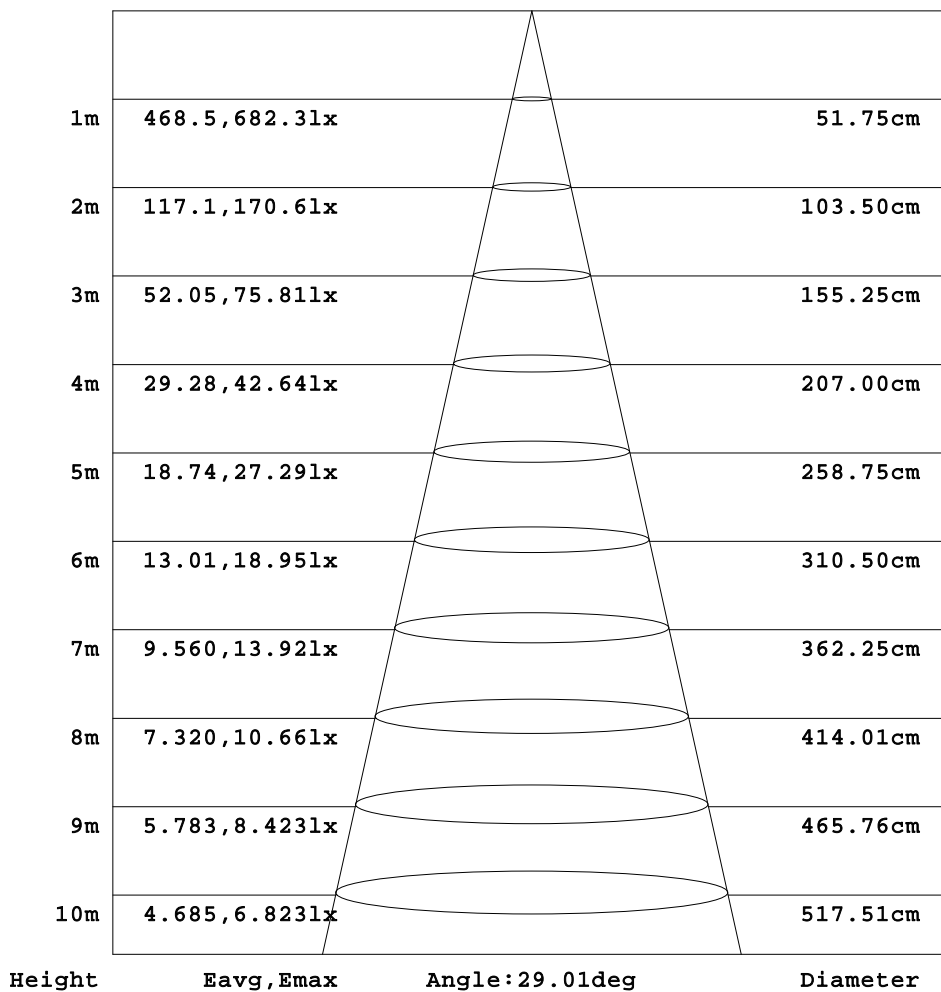 1m 468.5,682.3lx 51.75cm
2m 117.1,170.6lx 103.50cm
3m 52.05,75.81lx 155.25cm
4m 29.28,42.64lx 207.00cm
5m 18.74,27.29lx 258.75cm
6m 13.01,18.95lx 310.50cm
7m 9.560,13.92lx 362.25cm
8m 7.320,10.66lx 414.01cm
9m 5.783,8.423lx 465.76cm
10m 4.685,6.823lx 517.51cm
Height Eavg,Emax Angle:29.01deg Diameter